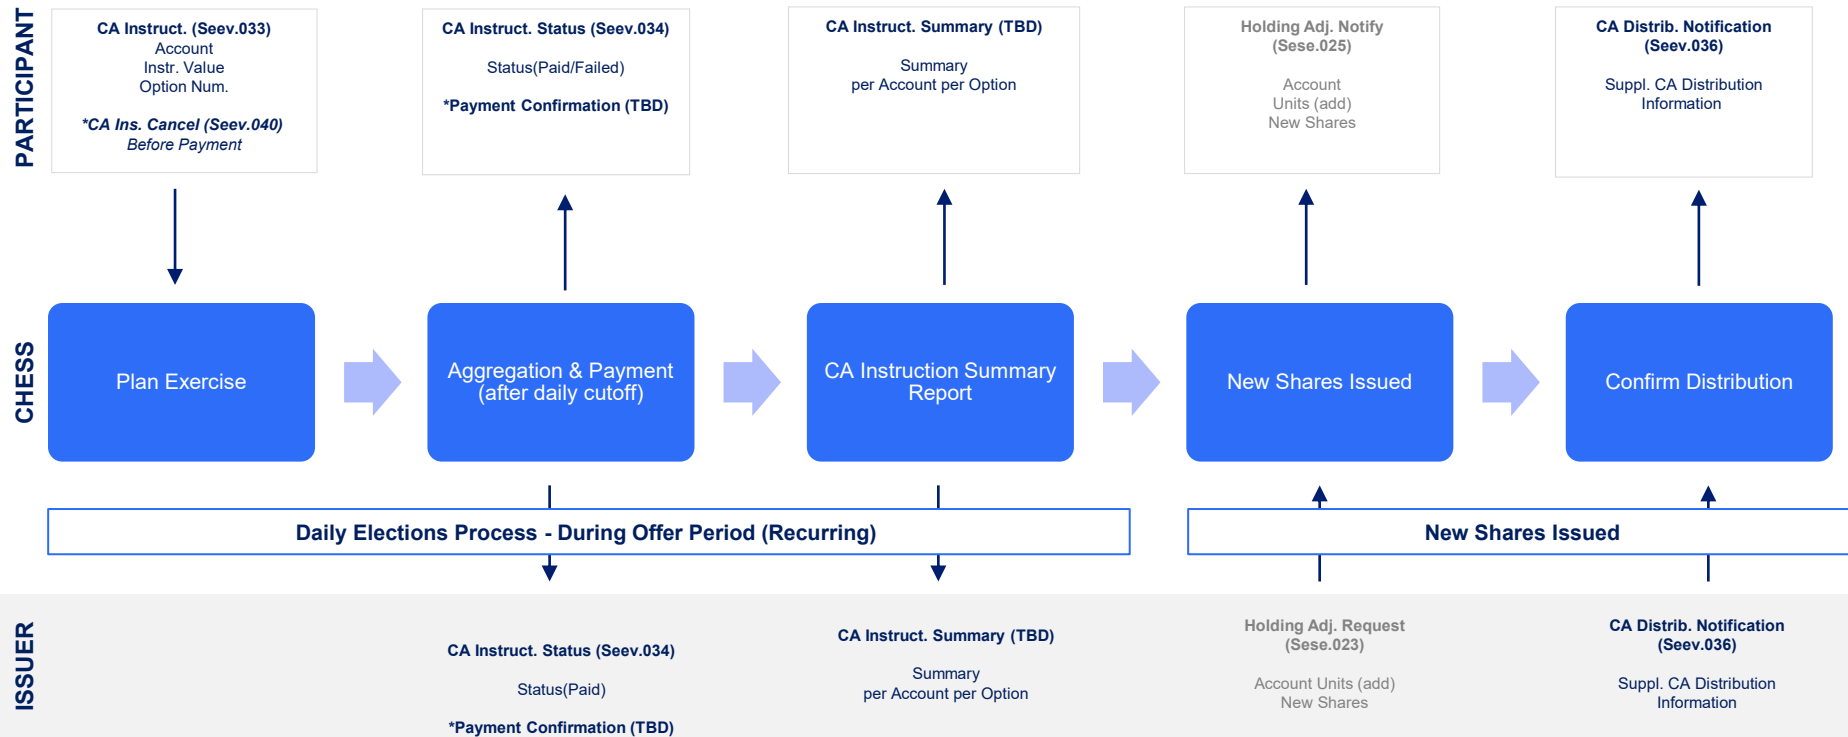 PARTICIPANT
CA Instruct. (Seev.033)
Account
Instr. Value
Option Num.
*CA Ins. Cancel (Seev.040)
Before Payment
CA Instruct. Status (Seev.034)
Status(Paid/Failed)
*Payment Confirmation (TBD)
CA Instruct. Summary (TBD)
Summary
per Account per Option
Holding Adj. Notify
(Sese.025)
Account
Units (add)
New Shares
CA Distrib. Notification
(Seev.036)
Suppl. CA Distribution
Information
CHESS
Plan Exercise
Aggregation & Payment
(after daily cutoff)
CA Instruction Summary
Report
New Shares Issued
Confirm Distribution
Daily Elections Process - During Offer Period (Recurring)
New Shares Issued
ISSUER
CA Instruct. Status (Seev.034)
Status(Paid)
*Payment Confirmation (TBD)
CA Instruct. Summary (TBD)
Summary
per Account per Option
Holding Adj. Request
(Sese.023)
Account Units (add)
New Shares
CA Distrib. Notification
(Seev.036)
Suppl. CA Distribution
Information